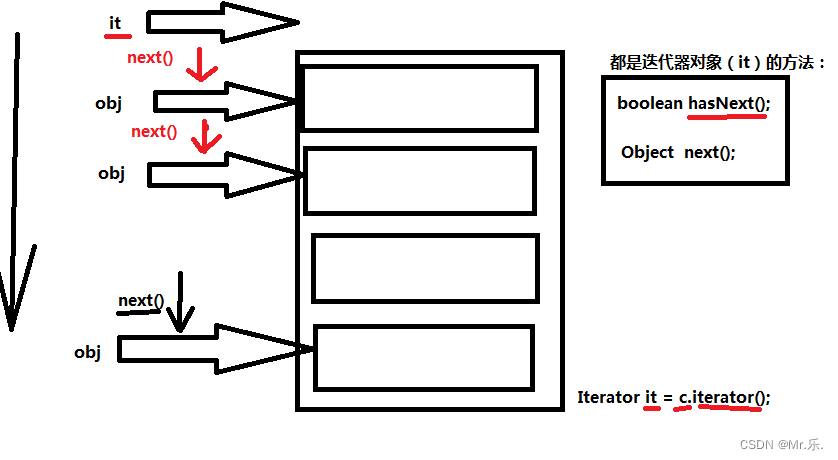 it
next()
obj
next()
obj
next()
obj
都是迭代器对象（it）的方法：
boolean hasNext();
Object next();
Iterator it = c.iterator();
CSDN @Mr.乐.